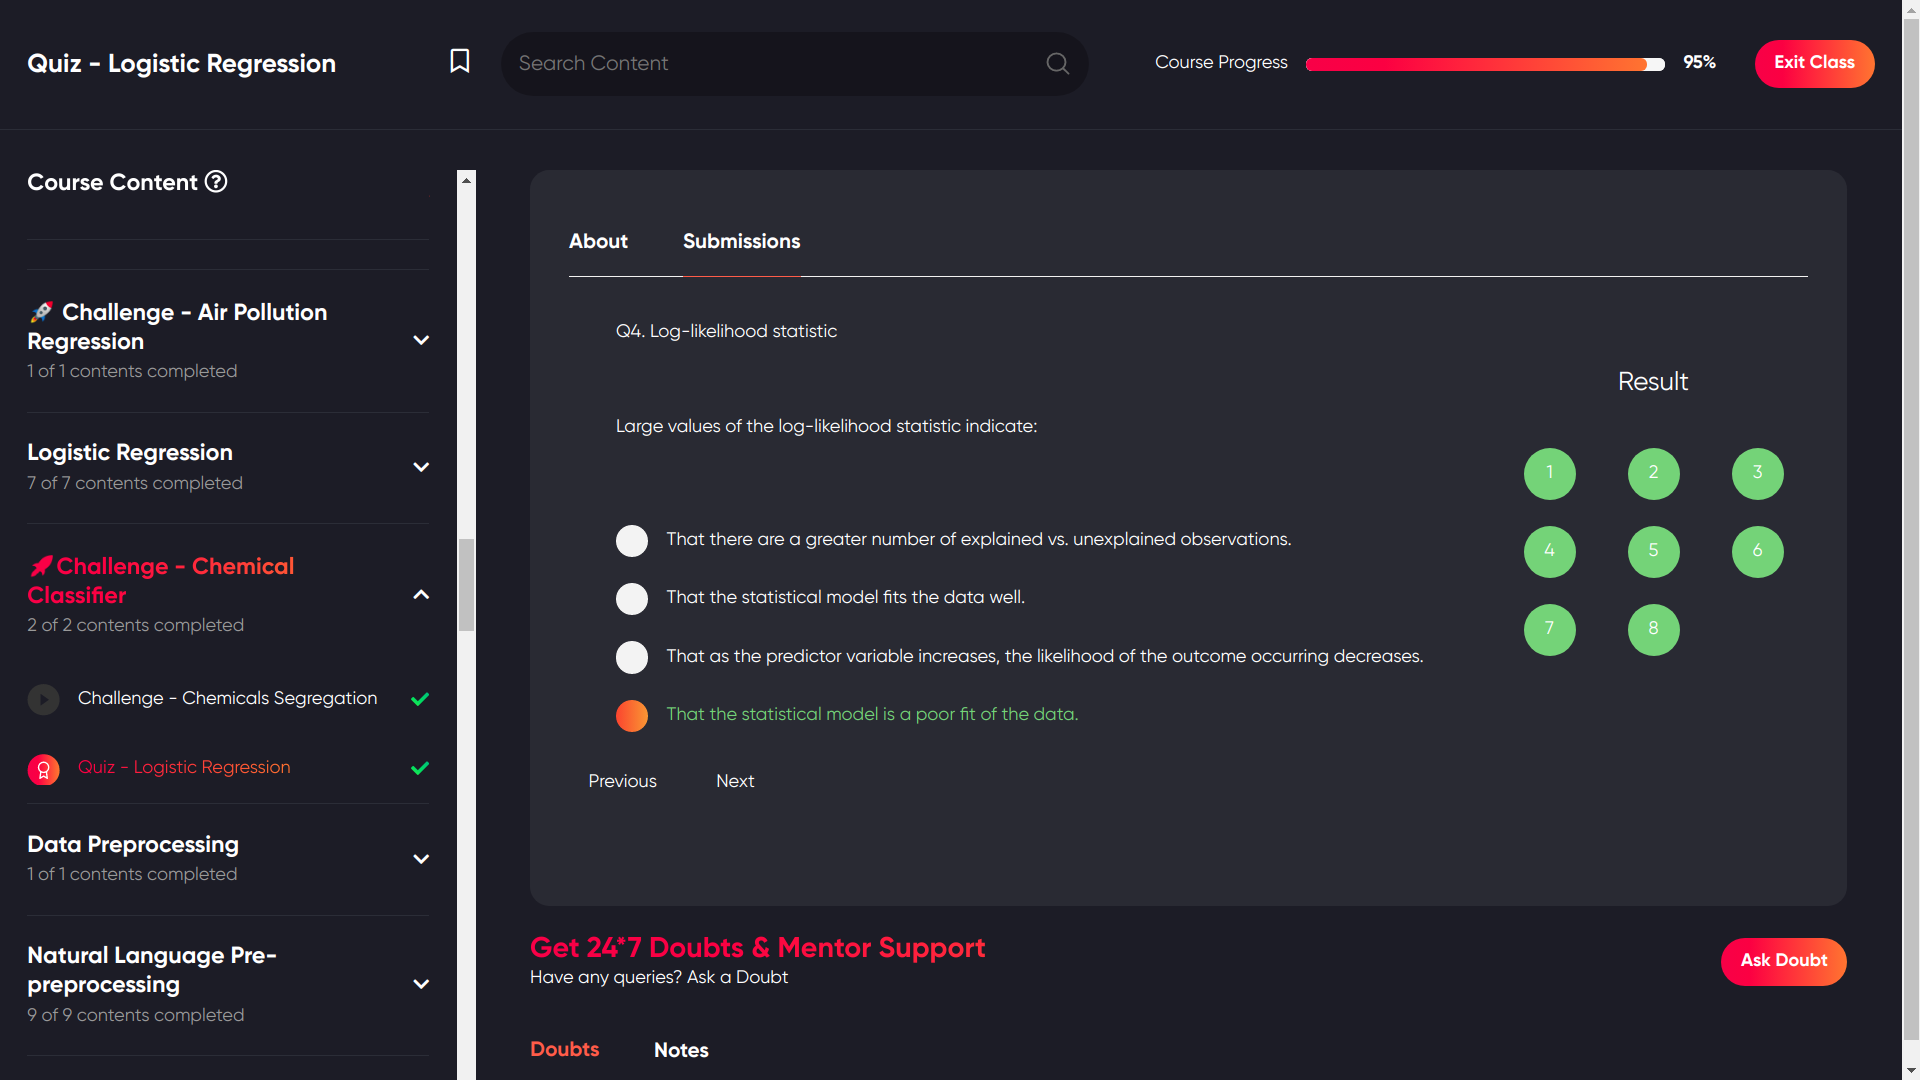 Quiz - Logistic Regression
Search Content
Course Progress
95%
Exit Class
Course Content
About
Submissions
🚀 Challenge - Air Pollution
Regression
1 of 1 contents completed
Logistic Regression
7 of 7 contents completed
🚀Challenge - Chemical
Classifier
2 of 2 contents completed
Challenge - Chemicals Segregation
Quiz - Logistic Regression
Data Preprocessing
1 of 1 contents completed
Natural Language Pre-
preprocessing
9 of 9 contents completed
Q4. Log-likelihood statistic
Large values of the log-likelihood statistic indicate:
That there are a greater number of explained vs. unexplained observations.
That the statistical model fits the data well.
That as the predictor variable increases, the likelihood of the outcome occurring decreases.
That the statistical model is a poor fit of the data.
Previous
Next
Result
1 2 3
4 5 6
7 8
Get 24*7 Doubts & Mentor Support
Have any queries? Ask a Doubt
Ask Doubt
Doubts
Notes